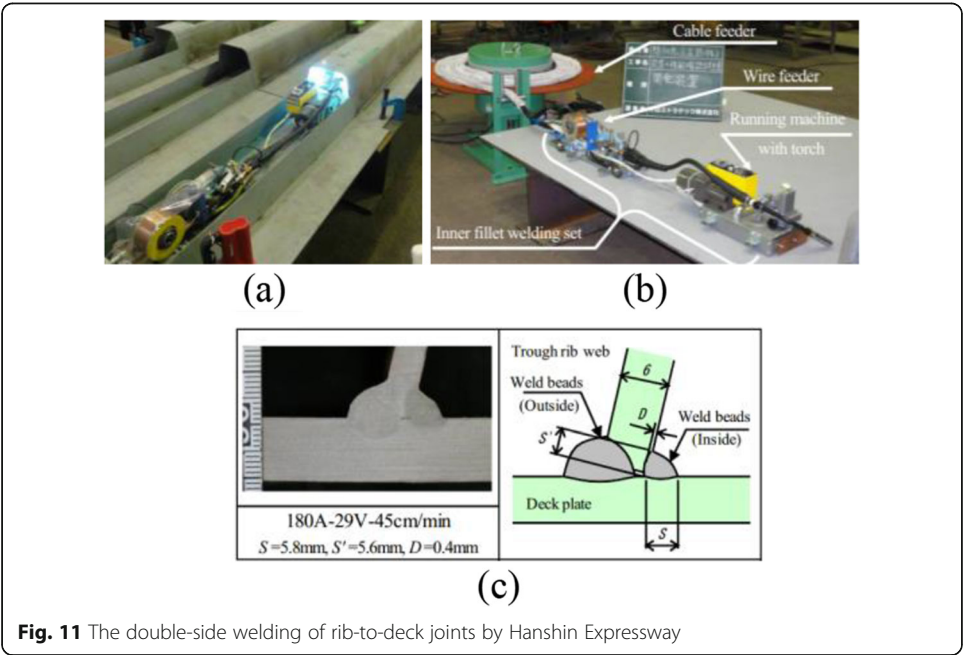 Cable feeder
Wire feeder
Running machine
with torch
Inner fillet welding set
(a)
(b)
Trough rib web
6
Weld beads
(Outside)
D
Weld beads
(Inside)
S'
Deck plate
S
180A-29V-45cm/min
S=5.8mm, S'=5.6mm, D=0.4mm
(c)
Fig. 11 The double-side welding of rib-to-deck joints by Hanshin Expressway